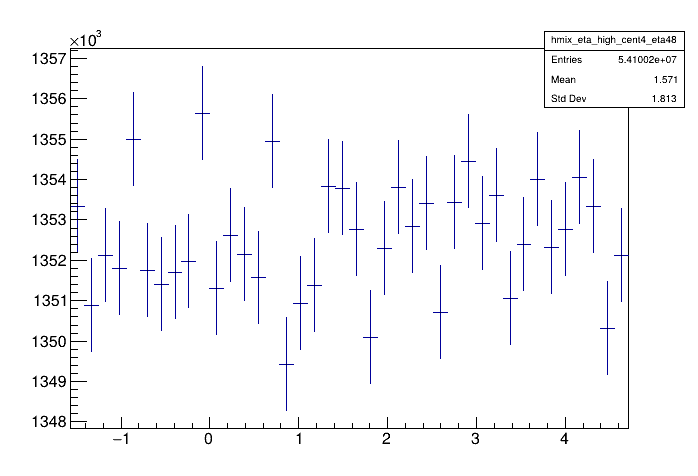 ×10³
hmix_eta_high_cent4_eta48
Entries 5.41002e+07
Mean 1.571
Std Dev 1.813
1357
1356
1355
1354
1353
1352
1351
1350
1349
1348
−1 0 1 2 3 4